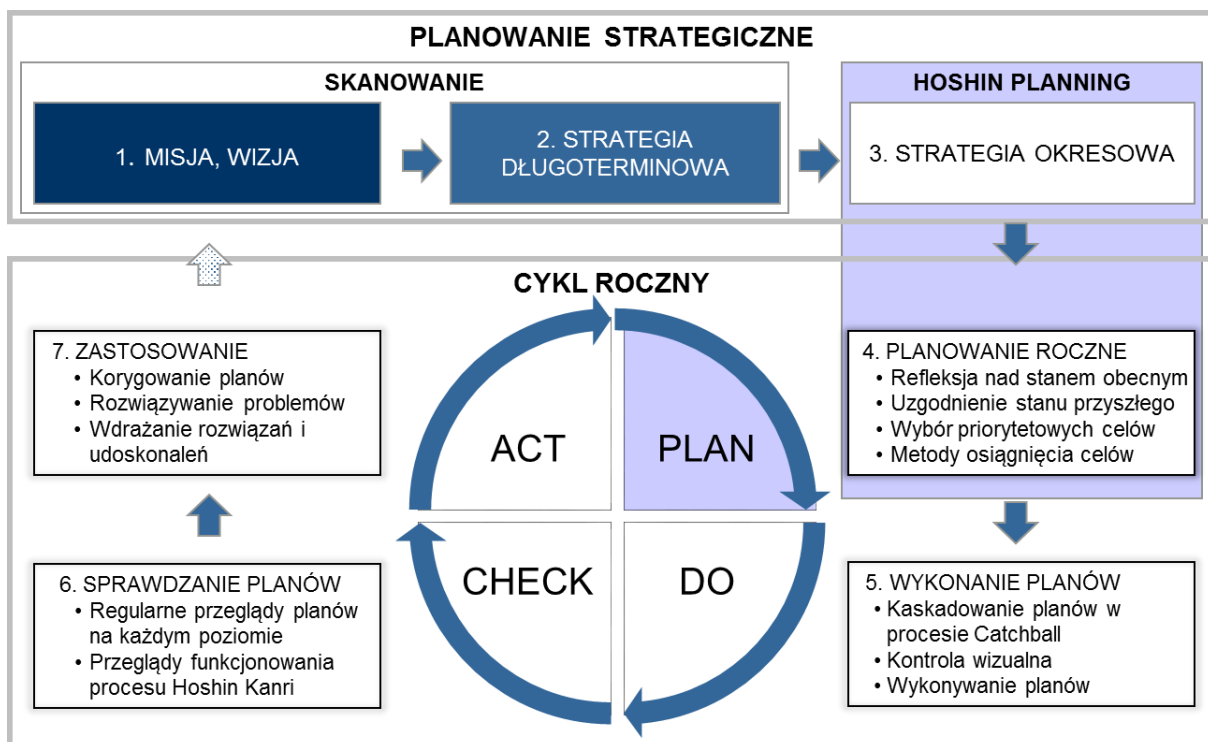 PLANOWANIE STRATEGICZNE
SKANOWANIE
HOSHIN PLANNING
1. MISJA, WIZJA
2. STRATEGIA
DŁUGOTERMINOWA
3. STRATEGIA OKRESOWA
CYKL ROCZNY
7. ZASTOSOWANIE
• Korygowanie planów
• Rozwiązywanie problemów
• Wdrażanie rozwiązań i
udoskonaleń
ACT
PLAN
4. PLANOWANIE ROCZNE
• Refleksja nad stanem obecnym
• Uzgodnienie stanu przyszłego
• Wybór priorytetowych celów
• Metody osiągnięcia celów
6. SPRAWDZANIE PLANÓW
• Regularne przeglądy planów
na każdym poziomie
• Przeglądy funkcjonowania
procesu Hoshin Kanri
CHECK
DO
5. WYKONANIE PLANÓW
• Kaskadowanie planów w
procesie Catchball
• Kontrola wizualna
• Wykonywanie planów